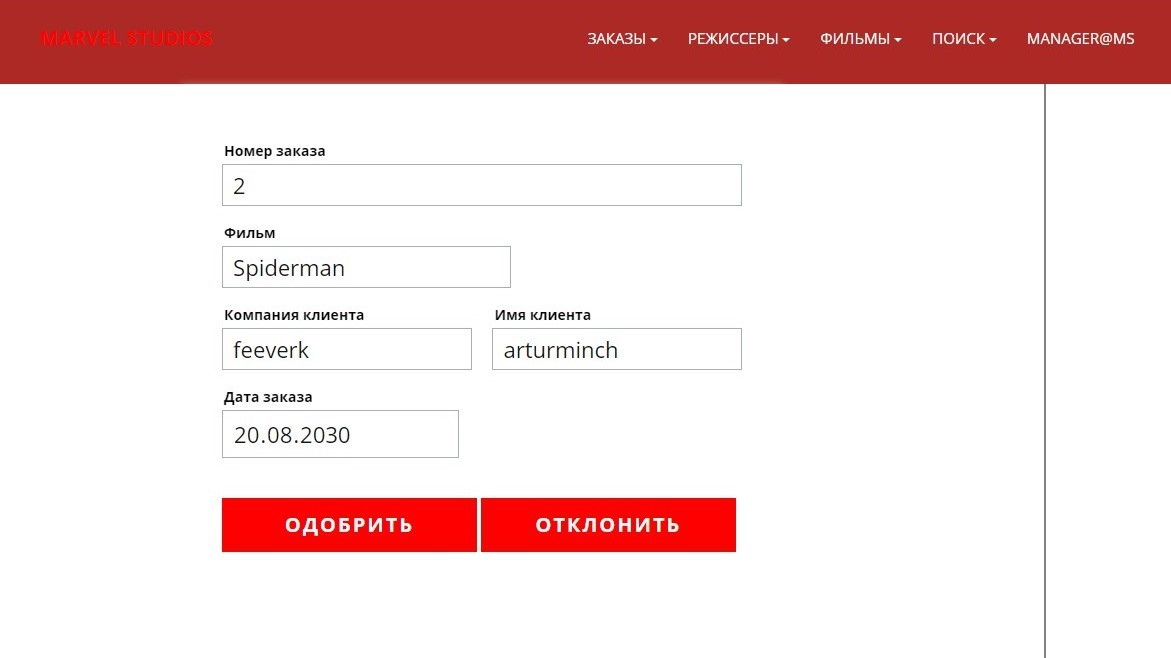 MARVEL STUDIOS ЗАКАЗЫ РЕЖИССЕРЫ ФИЛЬМЫ ПОИСК MANAGER@MS
Номер заказа
2
Фильм
Spiderman
Компания клиента Имя клиента
feeverk arturminch
Дата заказа
20.08.2030
ОДОБРИТЬ ОТКЛОНИТЬ